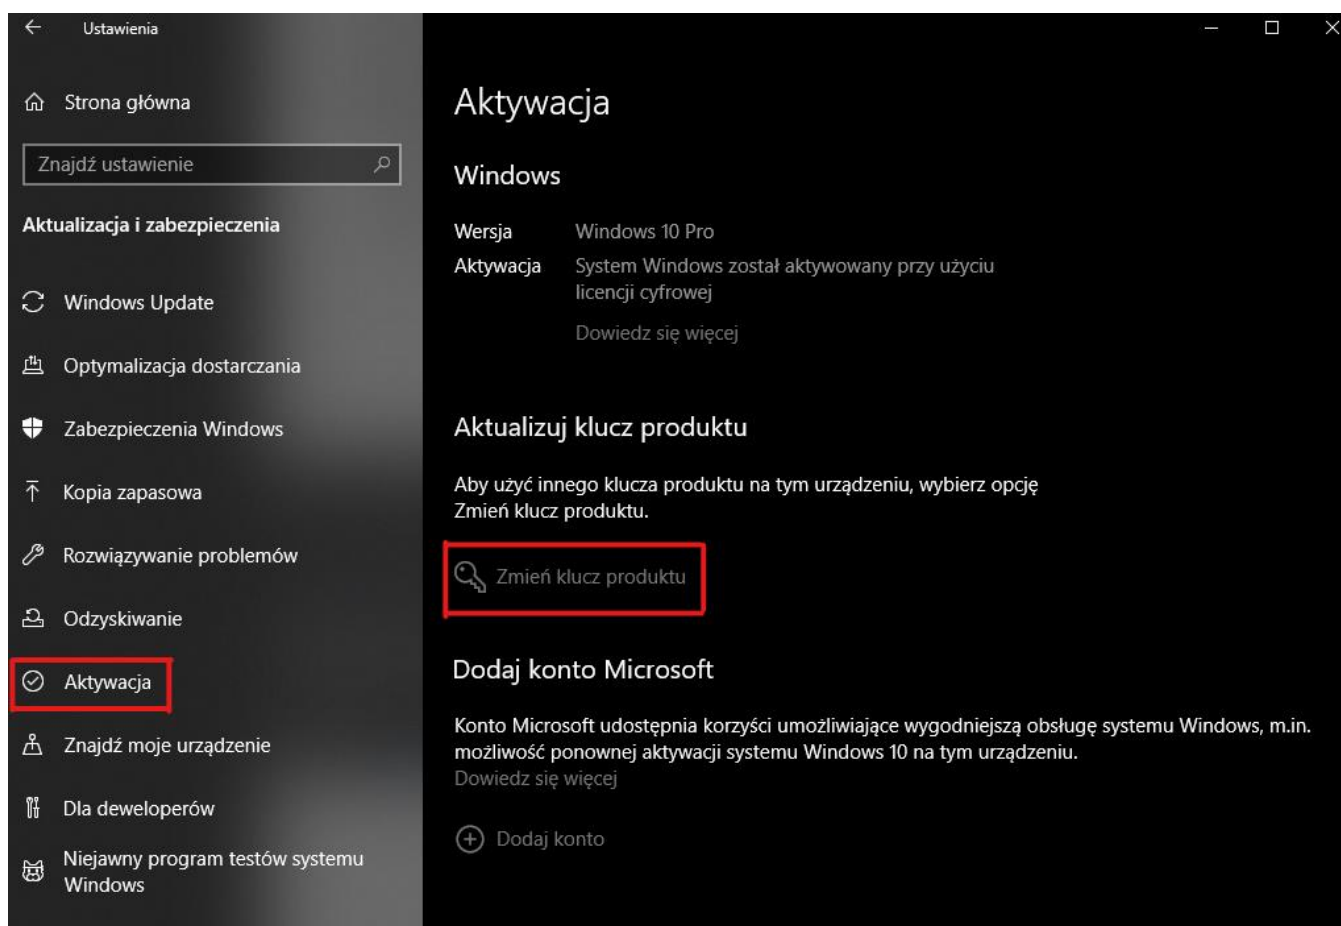 Ustawienia
Strona główna
Znajdź ustawienie
Aktualizacja i zabezpieczenia
Windows Update
Optymalizacja dostarczania
Zabezpieczenia Windows
Kopia zapasowa
Rozwiązywanie problemów
Odzyskiwanie
Aktywacja
Znajdź moje urządzenie
Dla deweloperów
Niejawny program testów systemu
Windows
Aktywacja
Windows
Wersja Windows 10 Pro
Aktywacja System Windows został aktywowany przy użyciu
licencji cyfrowej
Dowiedz się więcej
Aktualizuj klucz produktu
Aby użyć innego klucza produktu na tym urządzeniu, wybierz opcję
Zmień klucz produktu.
Zmień klucz produktu
Dodaj konto Microsoft
Konto Microsoft udostępnia korzyści umożliwiające wygodniejszą obsługę systemu Windows, m.in.
możliwość ponownej aktywacji systemu Windows 10 na tym urządzeniu.
Dowiedz się więcej
Dodaj konto